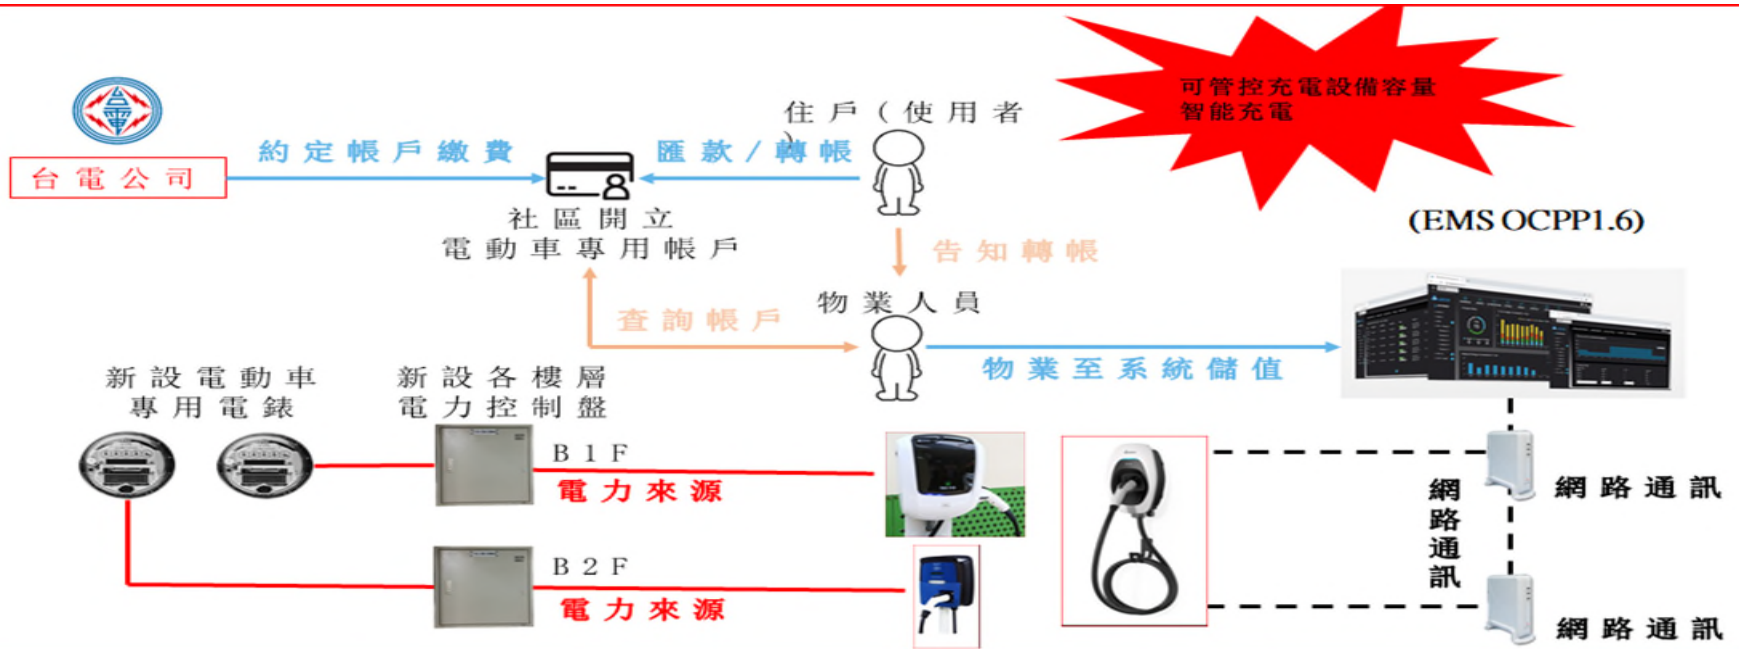 可管控充電設備容量
智能充電
台電
台電公司
約定帳戶繳費
匯款/轉帳
住戶(使用者
)
社區開立
電動車專用帳戶
告知轉帳
(EMS OCPP1.6)
查詢帳戶
物業人員
物業至系統儲值
新設電動車
專用電錶
新設各樓層
電力控制盤
B1F
電力來源
B2F
電力來源
網路通訊
網路通訊
網路通訊